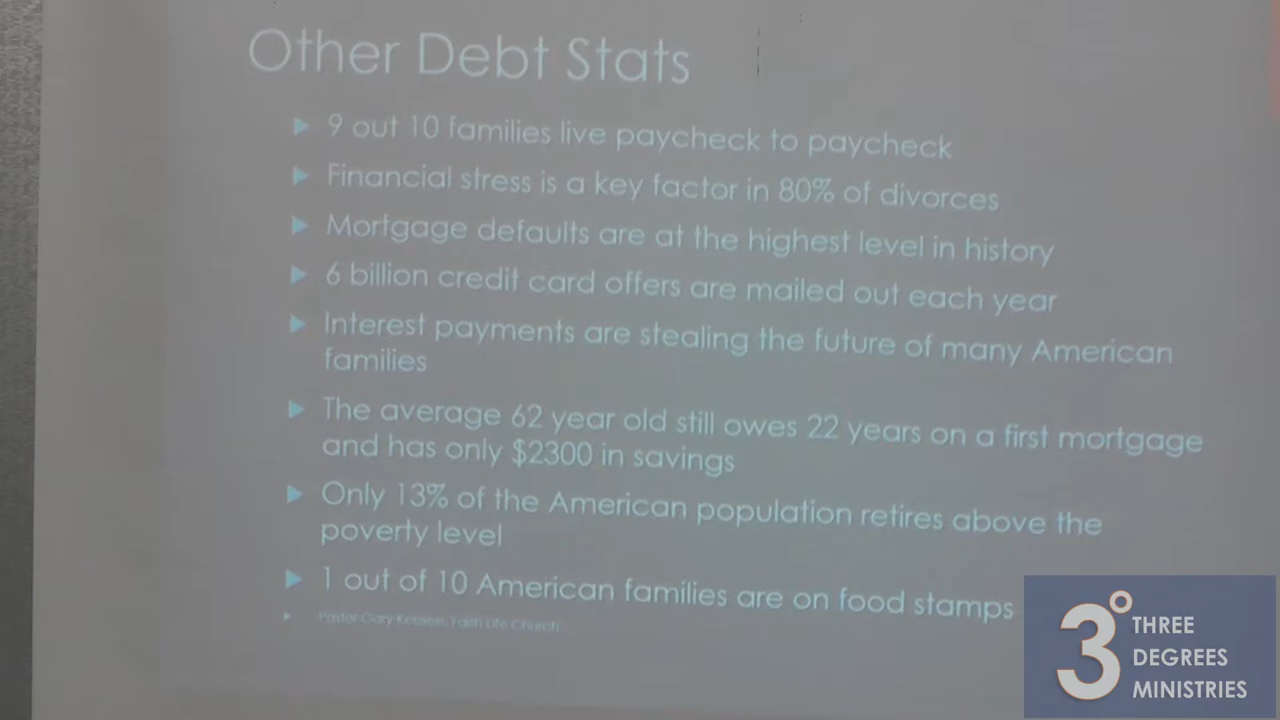 Other Debt Stats
9 out 10 families live paycheck to paycheck
Financial stress is a key factor in 80% of divorces
Mortgage defaults are at the highest level in history
6 billion credit card offers are mailed out each year
Interest payments are stealing the future of many American
families
The average 62 year old still owes 22 years on a first mortgage
and has only $2300 in savings
Only 13% of the American population retires above the
poverty level
1 out of 10 American families are on food stamps
Pastor Gary Keesee, Faith Life Church
3°
THREE
DEGREES
MINISTRIES